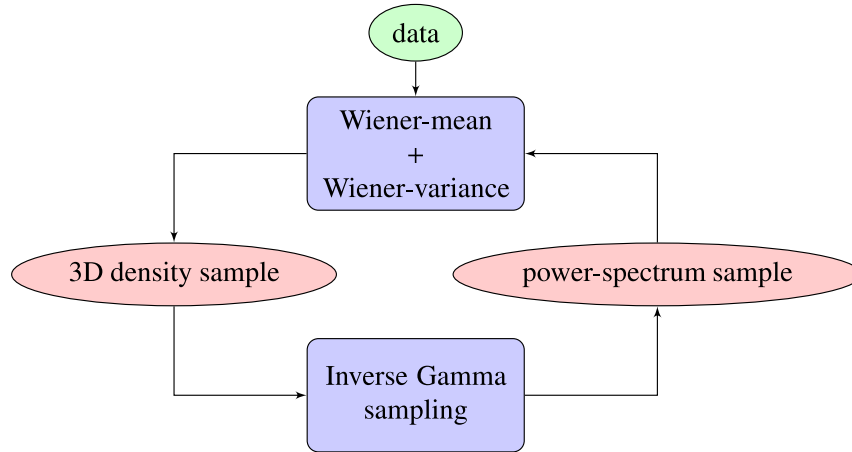 data
Wiener-mean
+
Wiener-variance
3D density sample
power-spectrum sample
Inverse Gamma
sampling